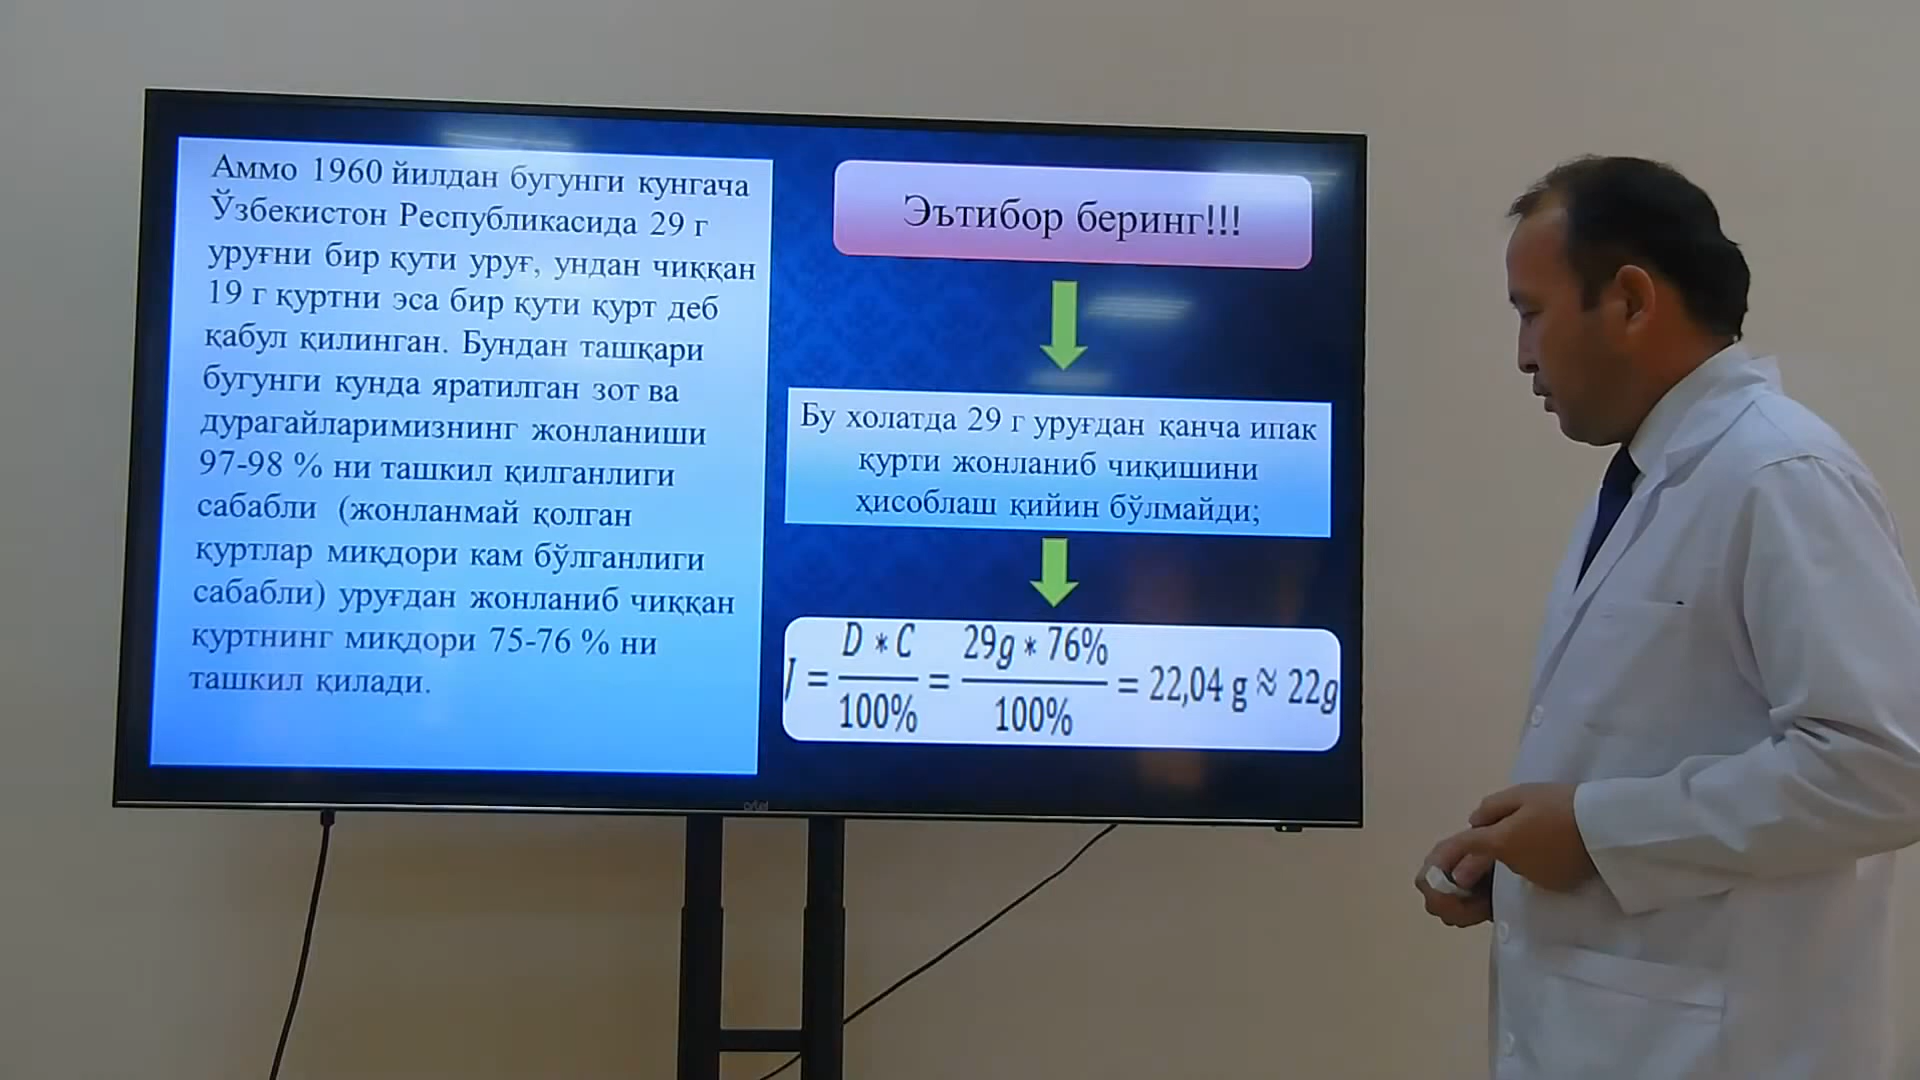 Аммо 1960 йилдан бугунги кунгача
Ўзбекистон Республикасида 29 г
уруғни бир қути уруғ, ундан чиққан
19 г қуртни эса бир қути қурт деб
қабул қилинган. Бундан ташқари
бугунги кунда яратилган зот ва
дурагайларимизнинг жонланиши
97-98 % ни ташкил қилганлиги
сабабли (жонланмай қолган
қуртлар миқдори кам бўлганлиги
сабабли) уруғдан жонланиб чиққан
қуртнинг миқдори 75-76 % ни
ташкил қилади.
Эътибор беринг!!!
Бу холатда 29 г уруғдан қанча ипак
қурти жонланиб чиқишини
ҳисоблаш қийин бўлмайди;
J = D * C / 100% = 29g * 76% / 100% = 22,04 g ≈ 22g
artel